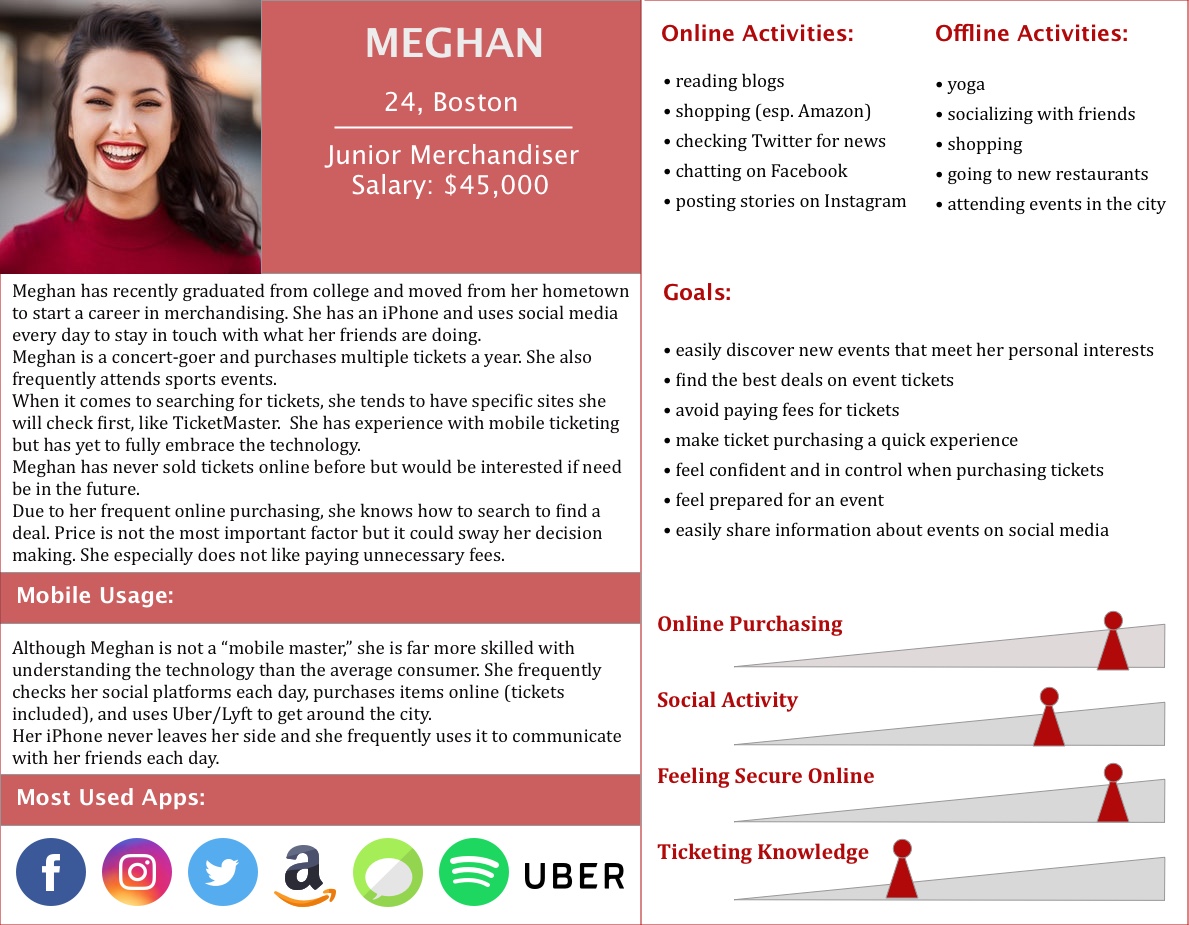 MEGHAN
24, Boston
Junior Merchandiser
Salary: $45,000
Meghan has recently graduated from college and moved from her hometown
to start a career in merchandising. She has an iPhone and uses social media
every day to stay in touch with what her friends are doing.
Meghan is a concert-goer and purchases multiple tickets a year. She also
frequently attends sports events.
When it comes to searching for tickets, she tends to have specific sites she
will check first, like TicketMaster.  She has experience with mobile ticketing
but has yet to fully embrace the technology.
Meghan has never sold tickets online before but would be interested if need
be in the future.
Due to her frequent online purchasing, she knows how to search to find a
deal. Price is not the most important factor but it could sway her decision
making. She especially does not like paying unnecessary fees.
Mobile Usage:
Although Meghan is not a “mobile master,” she is far more skilled with
understanding the technology than the average consumer. She frequently
checks her social platforms each day, purchases items online (tickets
included), and uses Uber/Lyft to get around the city.
Her iPhone never leaves her side and she frequently uses it to communicate
with her friends each day.
Most Used Apps:
f
a
UBER
Online Activities:
• reading blogs
• shopping (esp. Amazon)
• checking Twitter for news
• chatting on Facebook
• posting stories on Instagram
Offline Activities:
• yoga
• socializing with friends
• shopping
• going to new restaurants
• attending events in the city
Goals:
• easily discover new events that meet her personal interests
• find the best deals on event tickets
• avoid paying fees for tickets
• make ticket purchasing a quick experience
• feel confident and in control when purchasing tickets
• feel prepared for an event
• easily share information about events on social media
Online Purchasing
Social Activity
Feeling Secure Online
Ticketing Knowledge